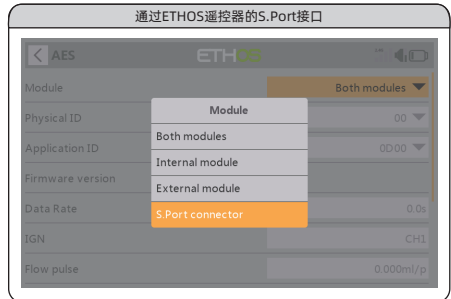 通过ETHOS遥控器的S.Port接口
AES
ETHOS
Module
Both modules
Physical ID
00
Application ID
0D00
Firmware version
Data Rate
0.0s
IGN
CH1
Flow pulse
0.000ml/p
Module
Both modules
Internal module
External module
S.Port connector